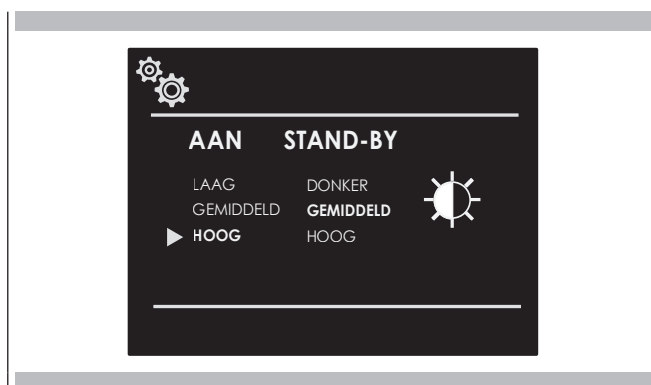 AAN STAND-BY
LAAG DONKER
GEMIDDELD GEMIDDELD
HOOG HOOG